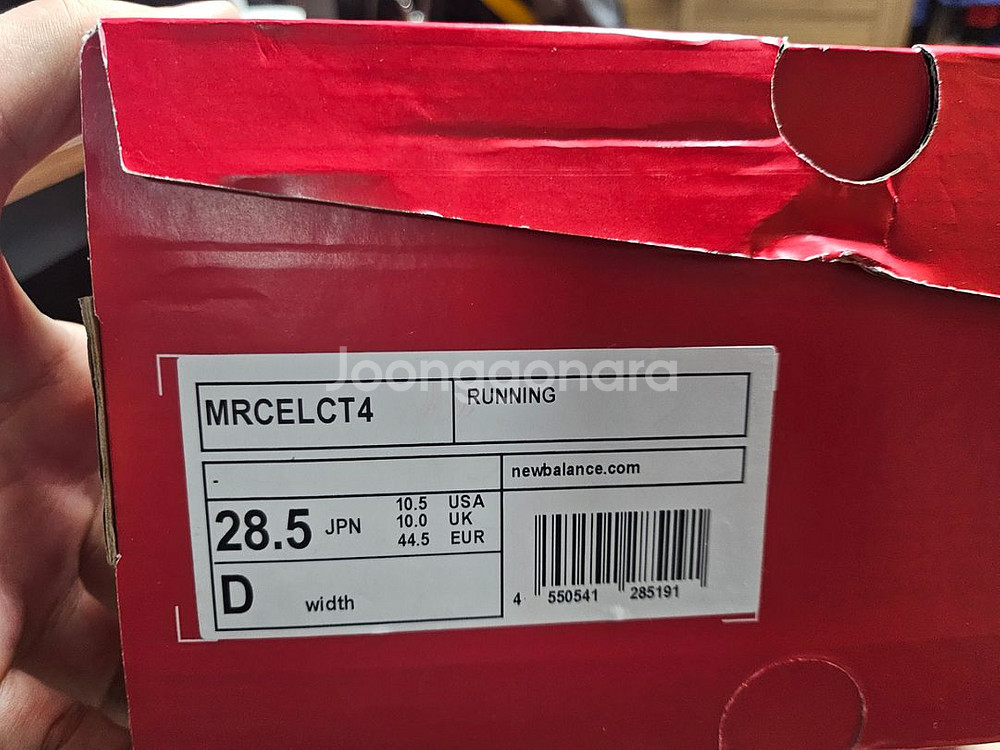 Joonggonara
MRCELCT4
RUNNING
-
newbalance.com
28.5 JPN
10.5 USA
10.0 UK
44.5 EUR
D width
4 550541 285191